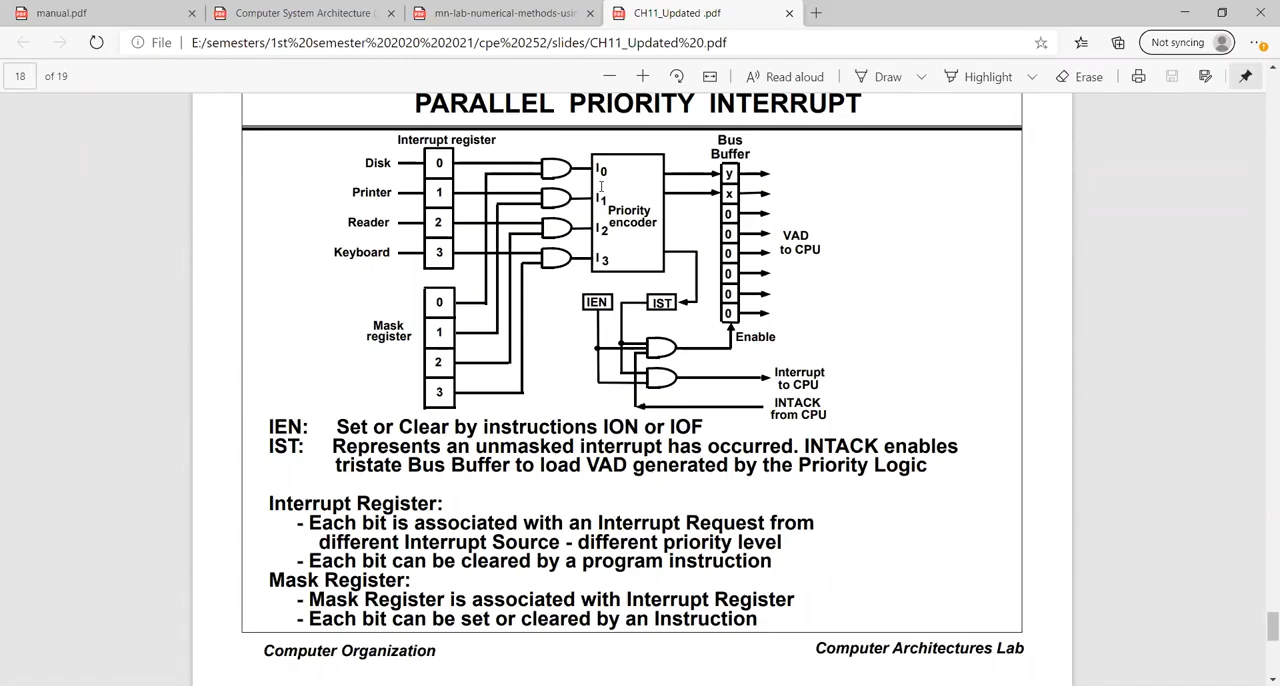 manual.pdf
Computer System Architecture (
mn-lab-numerical-methods-usin
CH11_Updated .pdf
File
E:/semesters/1st%20semester%202020%202021/cpe%20252/slides/CH11_Updated%20.pdf
Not syncing
18 of 19
Read aloud
Draw
Highlight
Erase
PARALLEL PRIORITY INTERRUPT
Interrupt register
Bus
Buffer
Disk 0 I0 y
Printer 1 I1 x
Reader 2 I2 0
Keyboard 3 I3 0
Priority
encoder
0
0
0
0
VAD
to CPU
Mask
register
0
1
2
3
IEN
IST
Enable
Interrupt
to CPU
INTACK
from CPU
IEN: Set or Clear by instructions ION or IOF
IST: Represents an unmasked interrupt has occurred. INTACK enables
tristate Bus Buffer to load VAD generated by the Priority Logic
Interrupt Register:
- Each bit is associated with an Interrupt Request from
different Interrupt Source - different priority level
- Each bit can be cleared by a program instruction
Mask Register:
- Mask Register is associated with Interrupt Register
- Each bit can be set or cleared by an Instruction
Computer Organization
Computer Architectures Lab